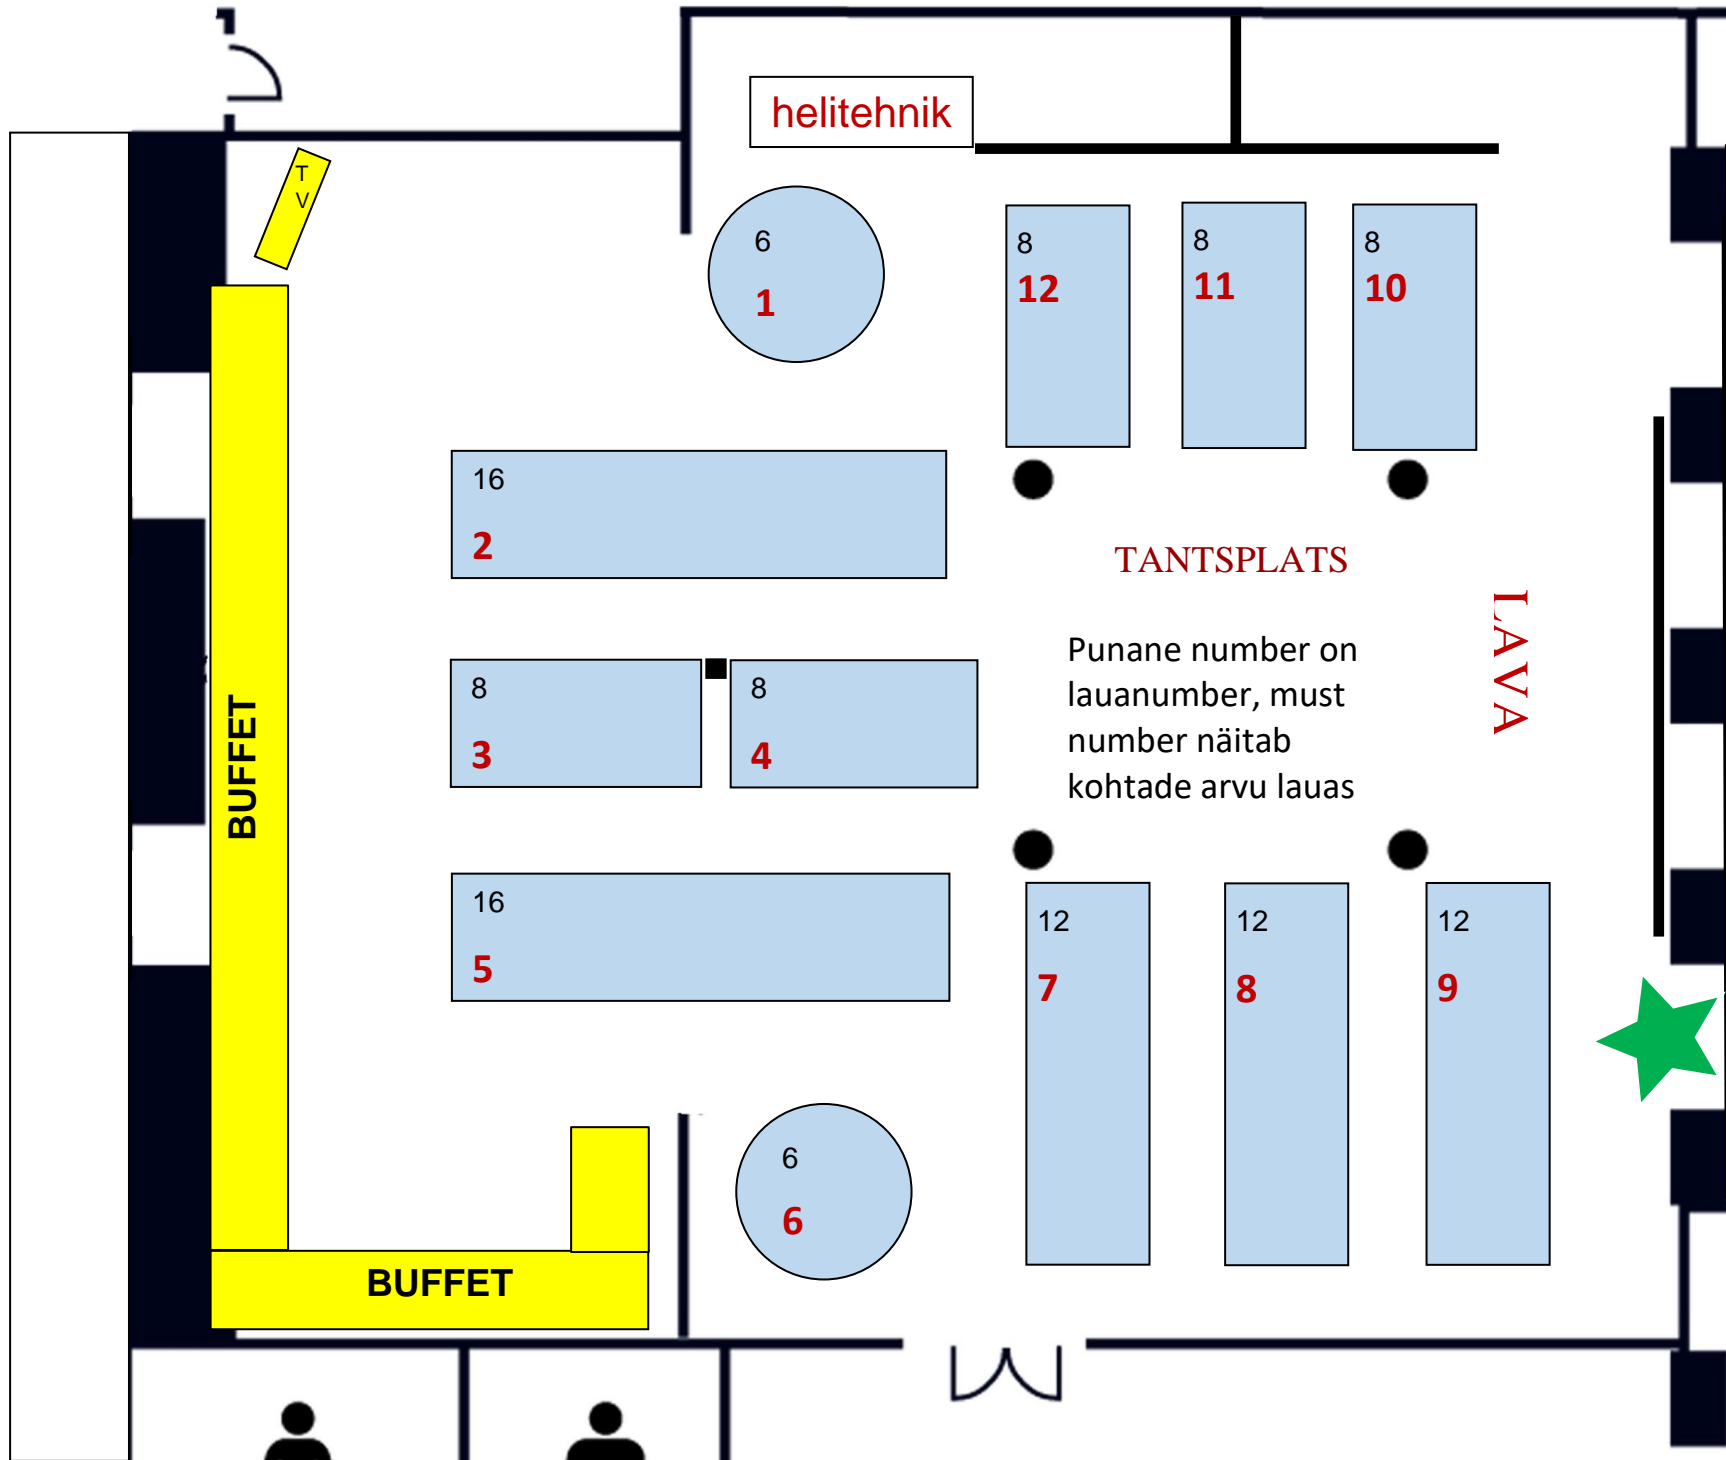 helitehnik
T
V
6
1
8
12
8
11
8
10
16
2
TANTSPLATS
LAVA
Punane number on
lauanumber, must
number näitab
kohtade arvu lauas
8
3
8
4
BUFFET
16
5
12
7
12
8
12
9
6
6
BUFFET